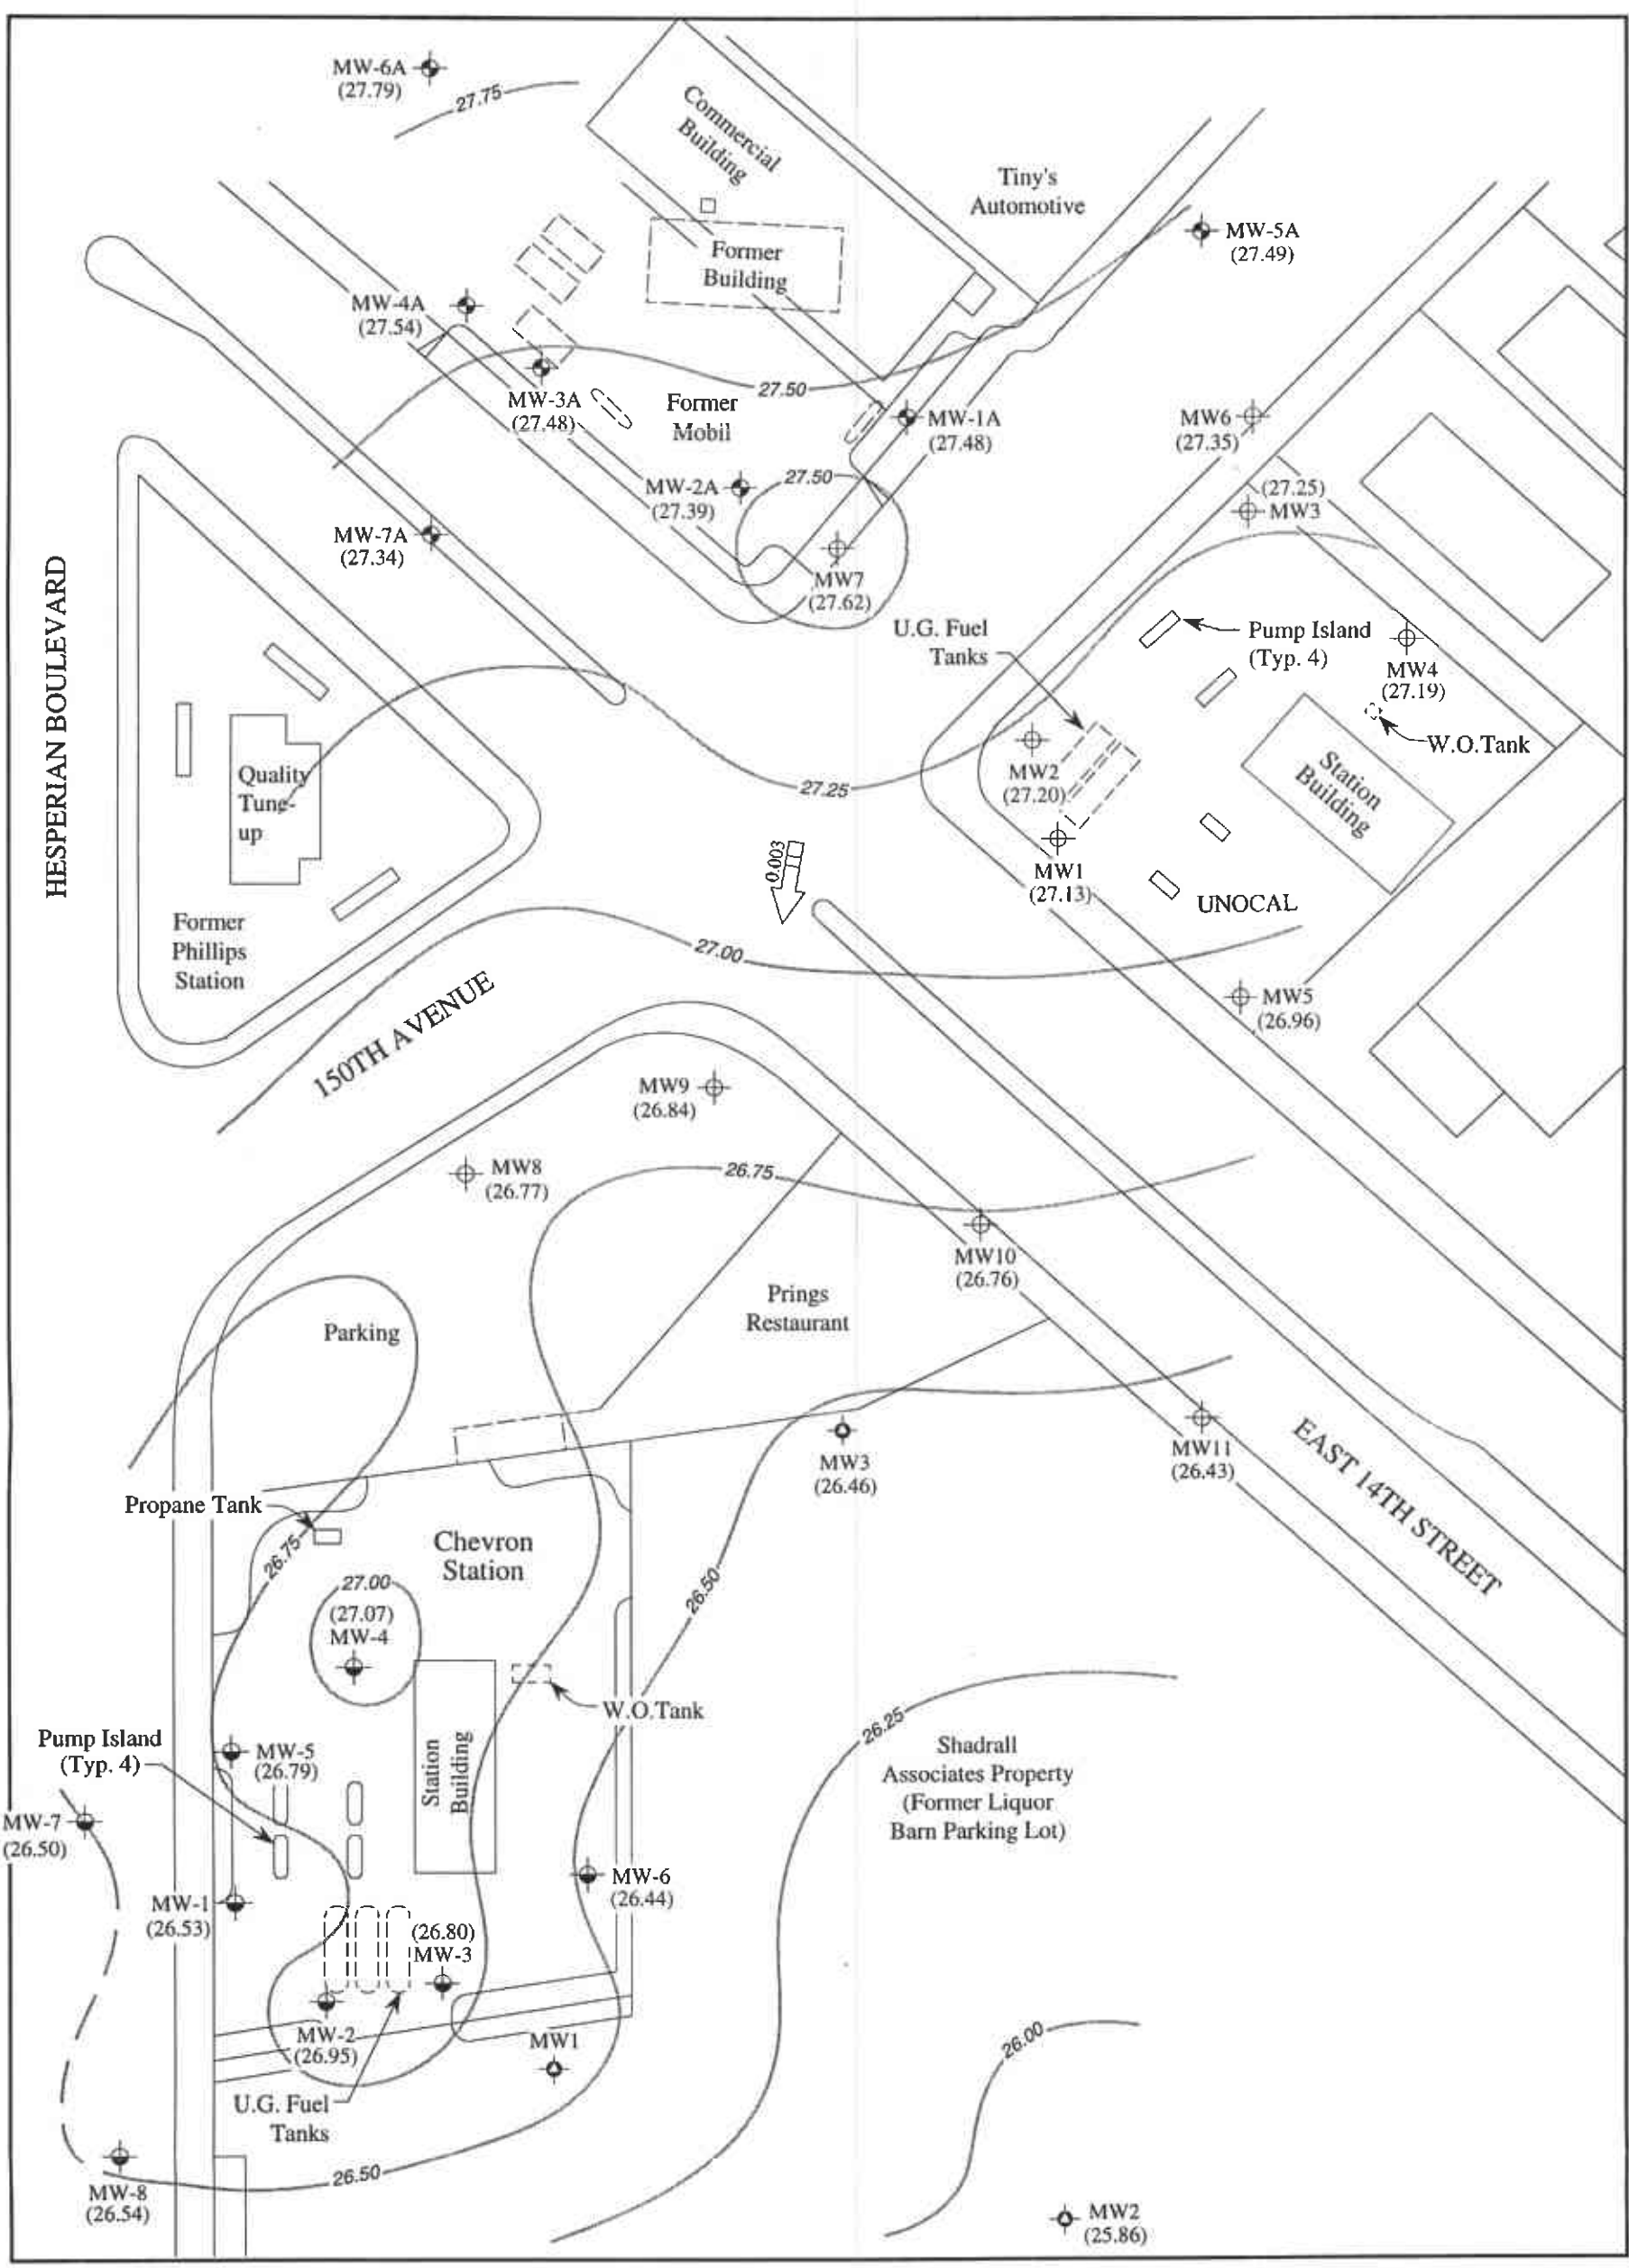 MW-6A
(27.79)
27.75
Commercial
Building
Tiny's
Automotive
MW-5A
(27.49)
Former
Building
MW-4A
(27.54)
27.50
MW-3A
(27.48)
Former
Mobil
MW-1A
(27.48)
MW6
(27.35)
MW-2A
(27.39)
27.50
(27.25)
MW3
MW-7A
(27.34)
MW7
(27.62)
HESPERIAN BOULEVARD
U.G. Fuel
Tanks
Pump Island
(Typ. 4)
MW4
(27.19)
W.O.Tank
Quality
Tune-
up
27.25
MW2
(27.20)
Station
Building
0.003
MW1
(27.13)
UNOCAL
Former
Phillips
Station
27.00
150TH AVENUE
MW5
(26.96)
MW9
(26.84)
MW8
(26.77)
26.75
MW10
(26.76)
Prings
Restaurant
Parking
MW3
(26.46)
MW11
(26.43)
EAST 14TH STREET
Propane Tank
26.75
Chevron
Station
27.00
(27.07)
MW-4
26.50
W.O.Tank
26.25
Pump Island
(Typ. 4)
MW-5
(26.79)
Station
Building
Shadrall
Associates Property
(Former Liquor
Barn Parking Lot)
MW-7
(26.50)
MW-6
(26.44)
MW-1
(26.53)
(26.80)
MW-3
MW-2
(26.95)
MW1
26.00
U.G. Fuel
Tanks
26.50
MW-8
(26.54)
MW2
(25.86)